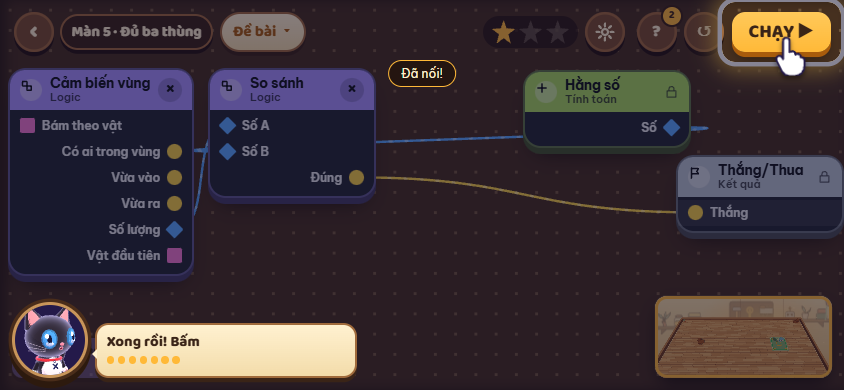 Màn 5 • Đủ ba thùng
Đề bài
?
2
CHẠY
Đã nối!
Cảm biến vùng
Logic
Bám theo vật
Có ai trong vùng
Vừa vào
Vừa ra
Số lượng
Vật đầu tiên
So sánh
Logic
Số A
Số B
Đúng
Hằng số
Tính toán
Số
Thắng/Thua
Kết quả
Thắng
Xong rồi! Bấm